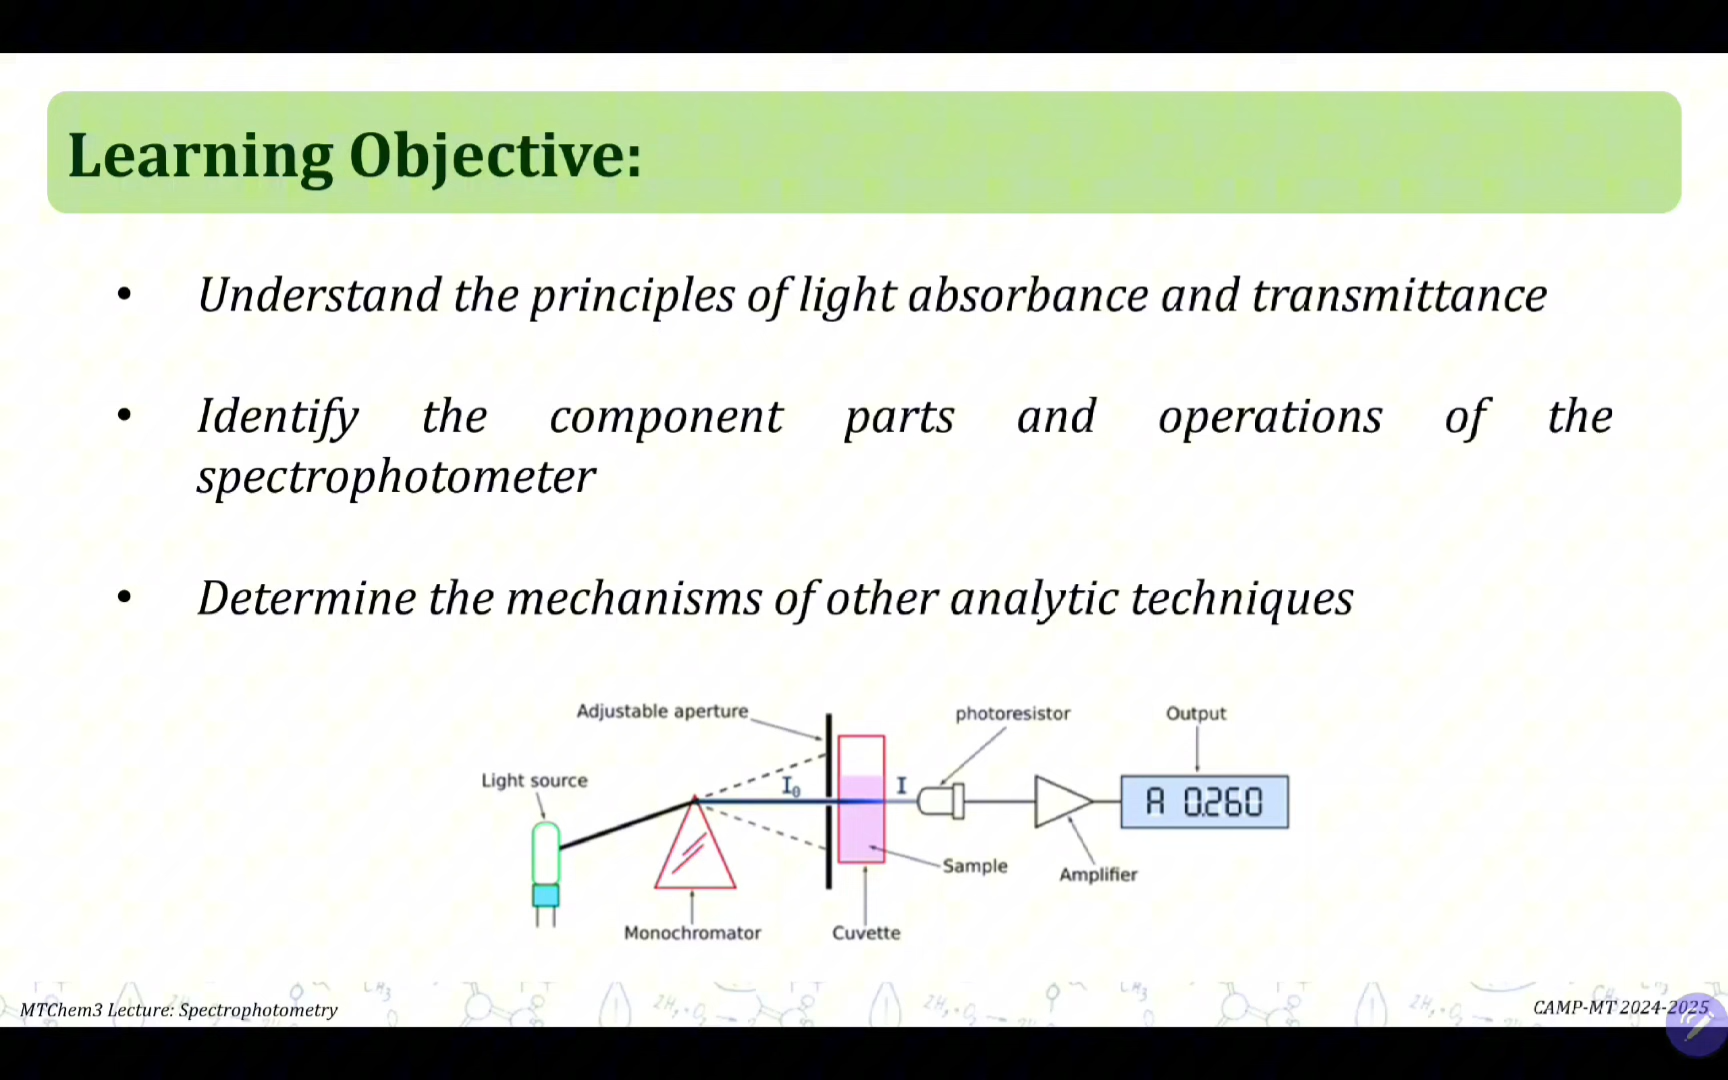 Learning Objective:
• Understand the principles of light absorbance and transmittance
• Identify the component parts and operations of the
spectrophotometer
• Determine the mechanisms of other analytic techniques
Adjustable aperture
photoresistor
Output
Light source
I₀
I
A 0.260
Sample
Amplifier
Monochromator
Cuvette
MTChem3 Lecture: Spectrophotometry
CAMP-MT 2024-2025